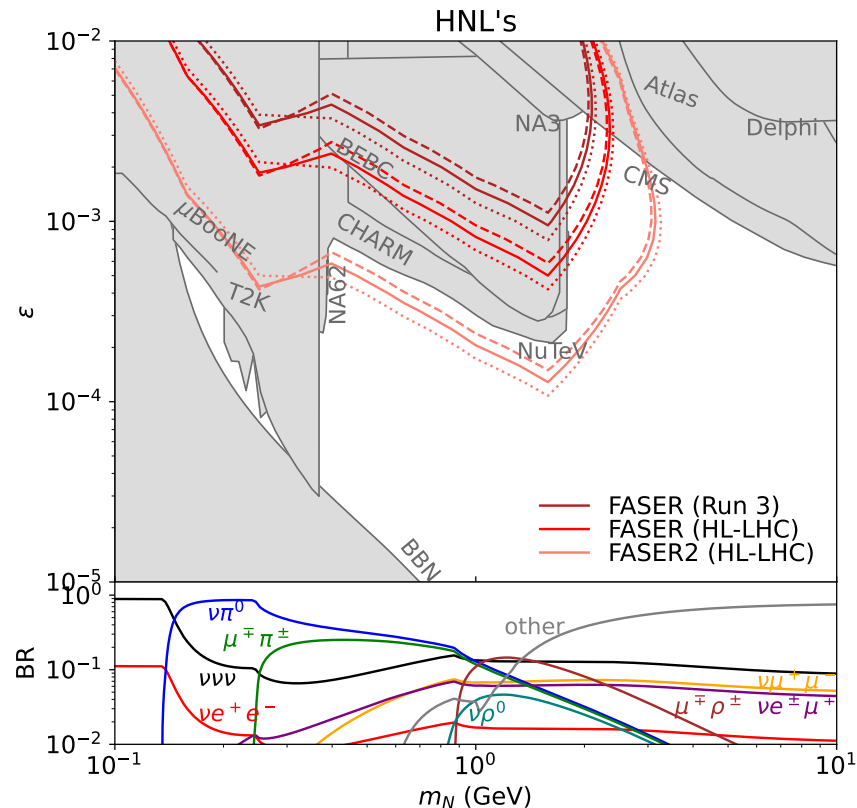 HNL's
10⁻²
10⁻³
10⁻⁴
10⁻⁵
ε
NA3
Atlas
Delphi
CMS
BEBC
μBooNE
CHARM
T2K
NA62
NuTeV
BBN
FASER (Run 3)
FASER (HL-LHC)
FASER2 (HL-LHC)
10⁰
10⁻¹
10⁻²
BR
νπ⁰
μ∓π±
ννν
νe⁺e⁻
other
νρ⁰
μ∓ρ±
νμ⁺μ⁻
νe±μ∓
10⁻¹
10⁰
10¹
m_N (GeV)